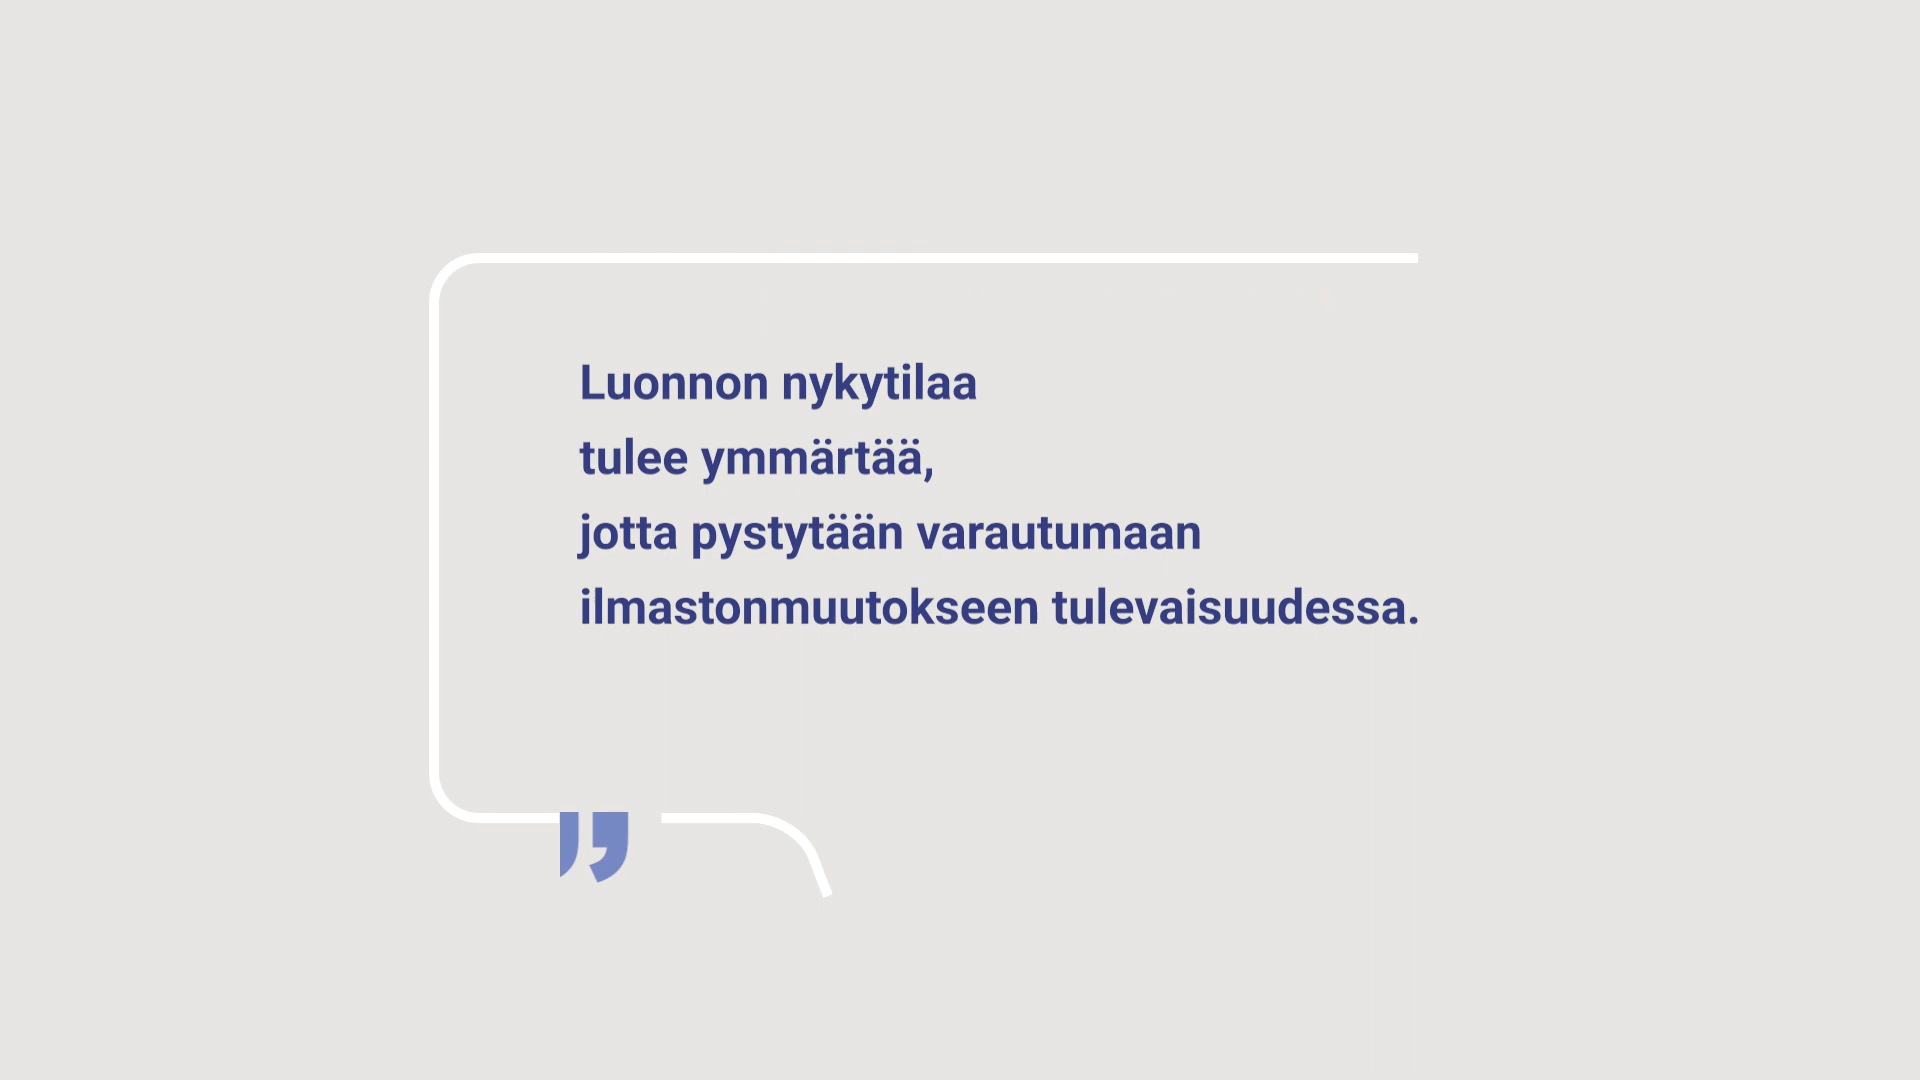 Luonnon nykytilaa
tulee ymmärtää,
jotta pystytään varautumaan
ilmastonmuutokseen tulevaisuudessa.